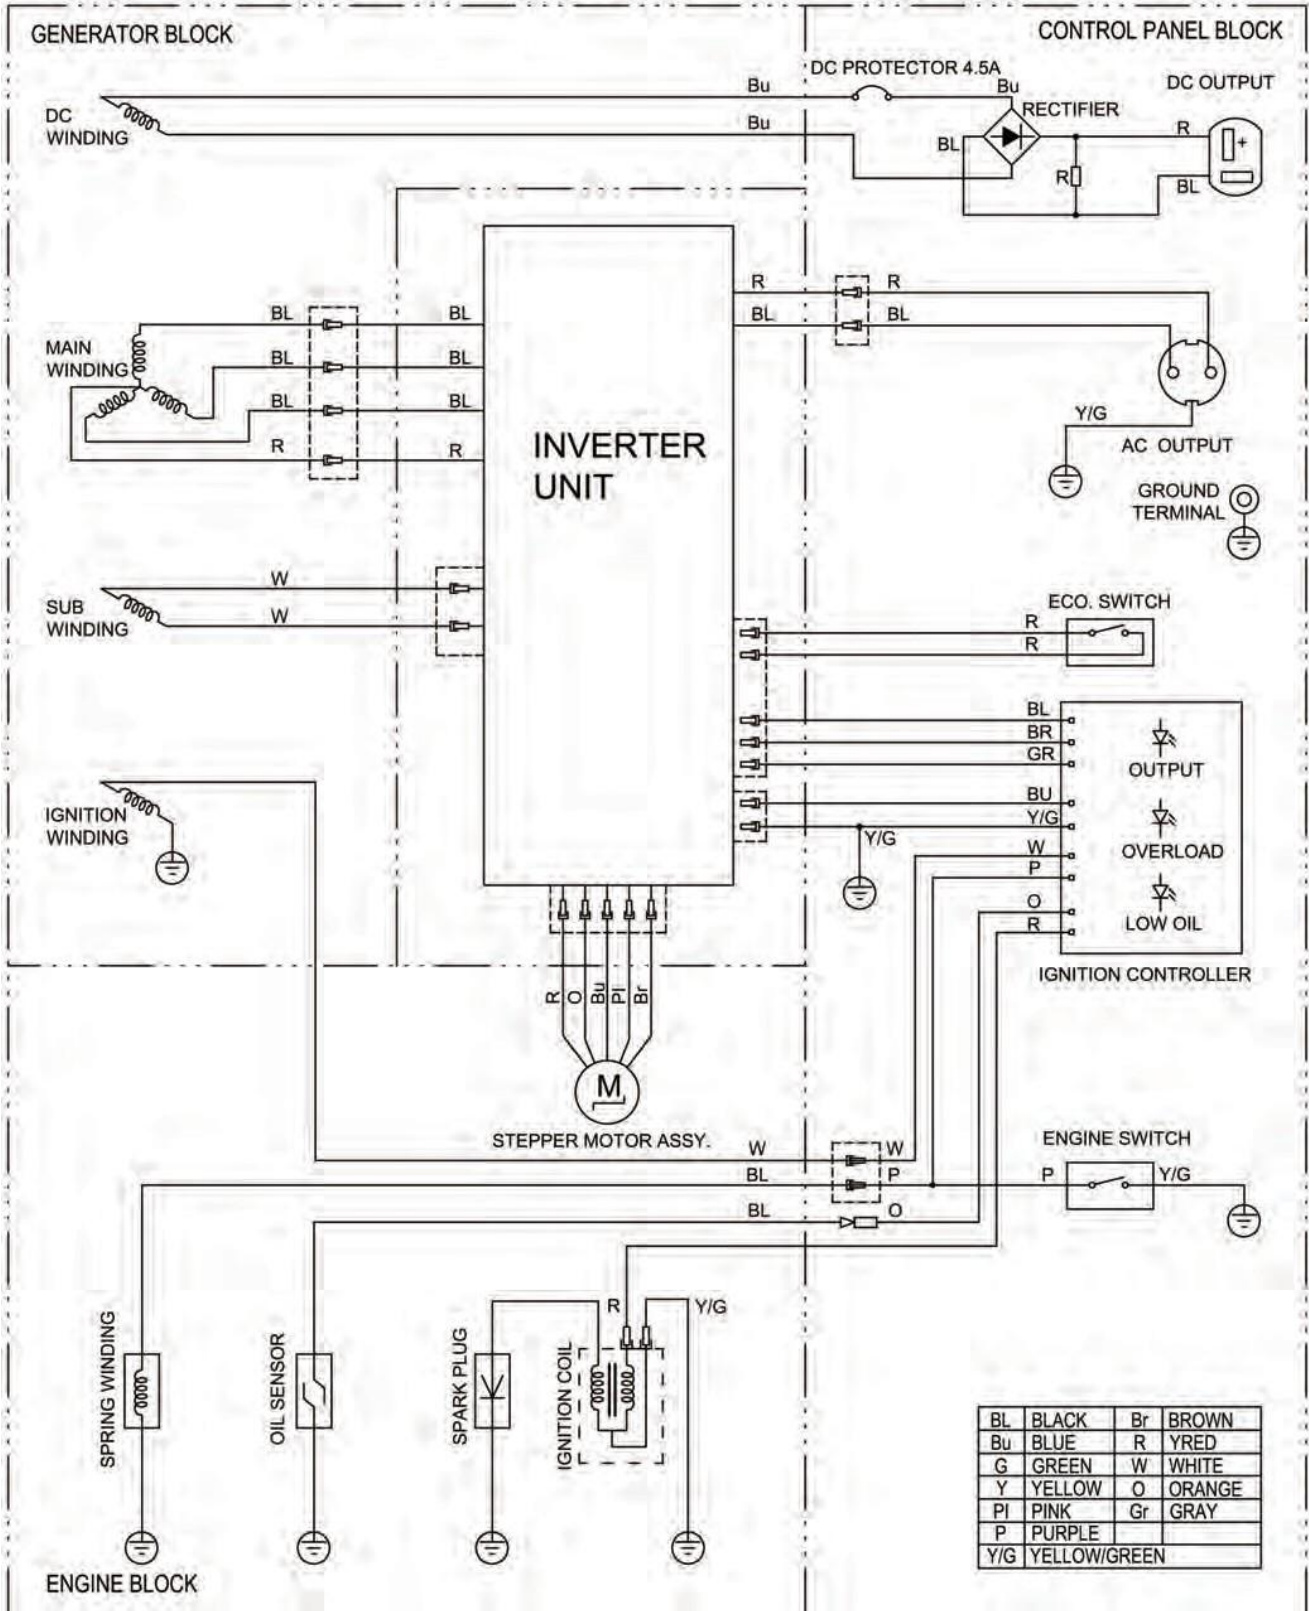 GENERATOR BLOCK
CONTROL PANEL BLOCK
DC PROTECTOR 4.5A
DC OUTPUT
Bu
Bu
RECTIFIER
DC
WINDING
Bu
BL
R
+
R
BL
R
R
BL
BL
BL
BL
MAIN
WINDING
BL
BL
BL
BL
R
R
INVERTER
UNIT
Y/G
AC OUTPUT
GROUND
TERMINAL
SUB
WINDING
W
W
ECO. SWITCH
R
R
BL
BR
GR
OUTPUT
BU
Y/G
Y/G
OVERLOAD
W
P
O
R
LOW OIL
IGNITION CONTROLLER
IGNITION
WINDING
R
O
Bu
PI
Br
M
STEPPER MOTOR ASSY.
ENGINE SWITCH
W
W
BL
P
P
Y/G
BL
O
R
Y/G
SPRING WINDING
OIL SENSOR
SPARK PLUG
IGNITION COIL
BL BLACK Br BROWN
Bu BLUE R YRED
G GREEN W WHITE
Y YELLOW O ORANGE
PI PINK Gr GRAY
P PURPLE
Y/G YELLOW/GREEN
ENGINE BLOCK